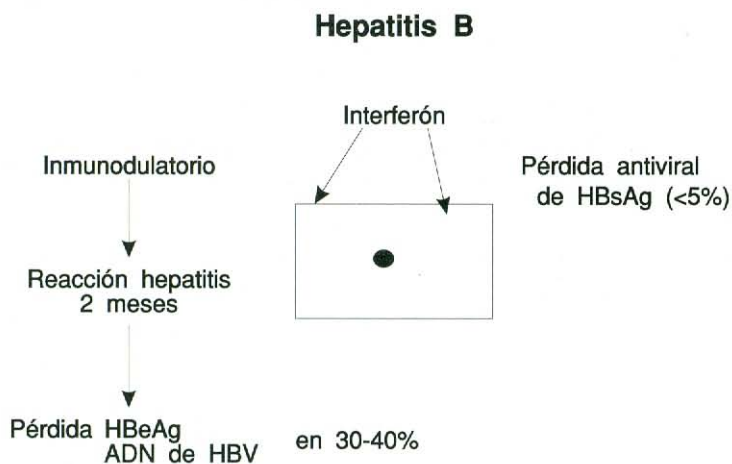 Hepatitis B
Interferón
Inmunodulatorio
Pérdida antiviral
de HBsAg (<5%)
Reacción hepatitis
2 meses
Pérdida HBeAg
ADN de HBV en 30-40%